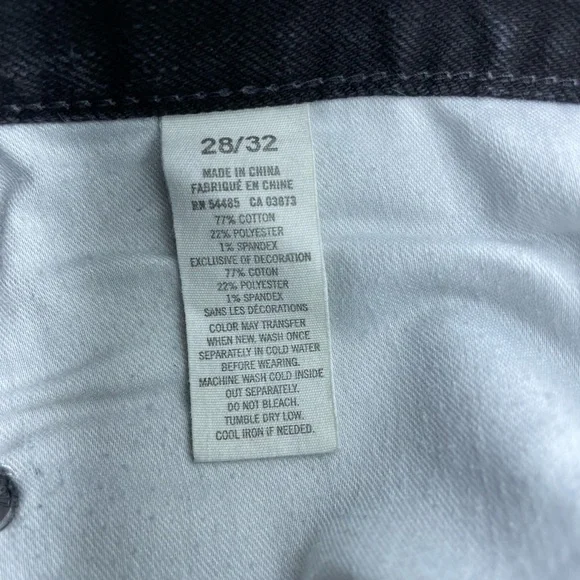 28/32
MADE IN CHINA
FABRIQUÉ EN CHINE
RN 54485 CA 03873
77% COTTON
22% POLYESTER
1% SPANDEX
EXCLUSIVE OF DECORATION
77% COTON
22% POLYESTER
1% SPANDEX
SANS LES DÉCORATIONS
COLOR MAY TRANSFER
WHEN NEW. WASH ONCE
SEPARATELY IN COLD WATER
BEFORE WEARING.
MACHINE WASH COLD INSIDE
OUT SEPARATELY.
DO NOT BLEACH.
TUMBLE DRY LOW.
COOL IRON IF NEEDED.